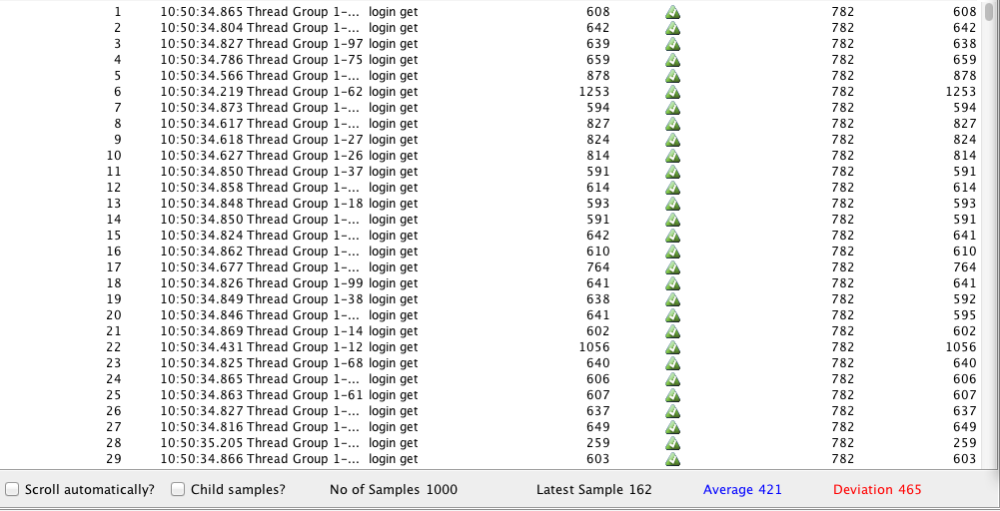 1 10:50:34.865 Thread Group 1-... login get 608 782 608
2 10:50:34.804 Thread Group 1-... login get 642 782 642
3 10:50:34.827 Thread Group 1-97 login get 639 782 638
4 10:50:34.786 Thread Group 1-75 login get 659 782 659
5 10:50:34.566 Thread Group 1-... login get 878 782 878
6 10:50:34.219 Thread Group 1-62 login get 1253 782 1253
7 10:50:34.873 Thread Group 1-... login get 594 782 594
8 10:50:34.617 Thread Group 1-... login get 827 782 827
9 10:50:34.618 Thread Group 1-27 login get 824 782 824
10 10:50:34.627 Thread Group 1-26 login get 814 782 814
11 10:50:34.850 Thread Group 1-37 login get 591 782 591
12 10:50:34.858 Thread Group 1-... login get 614 782 614
13 10:50:34.848 Thread Group 1-18 login get 593 782 593
14 10:50:34.850 Thread Group 1-... login get 591 782 591
15 10:50:34.824 Thread Group 1-... login get 642 782 641
16 10:50:34.862 Thread Group 1-... login get 610 782 610
17 10:50:34.677 Thread Group 1-... login get 764 782 764
18 10:50:34.826 Thread Group 1-99 login get 641 782 641
19 10:50:34.849 Thread Group 1-38 login get 638 782 592
20 10:50:34.846 Thread Group 1-... login get 641 782 595
21 10:50:34.869 Thread Group 1-14 login get 602 782 602
22 10:50:34.431 Thread Group 1-12 login get 1056 782 1056
23 10:50:34.825 Thread Group 1-68 login get 640 782 640
24 10:50:34.865 Thread Group 1-... login get 606 782 606
25 10:50:34.863 Thread Group 1-61 login get 607 782 607
26 10:50:34.827 Thread Group 1-... login get 637 782 637
27 10:50:34.816 Thread Group 1-... login get 649 782 649
28 10:50:35.205 Thread Group 1-... login get 259 782 259
29 10:50:34.866 Thread Group 1-... login get 603 782 603
Scroll automatically? Child samples? No of Samples 1000 Latest Sample 162 Average 421 Deviation 465